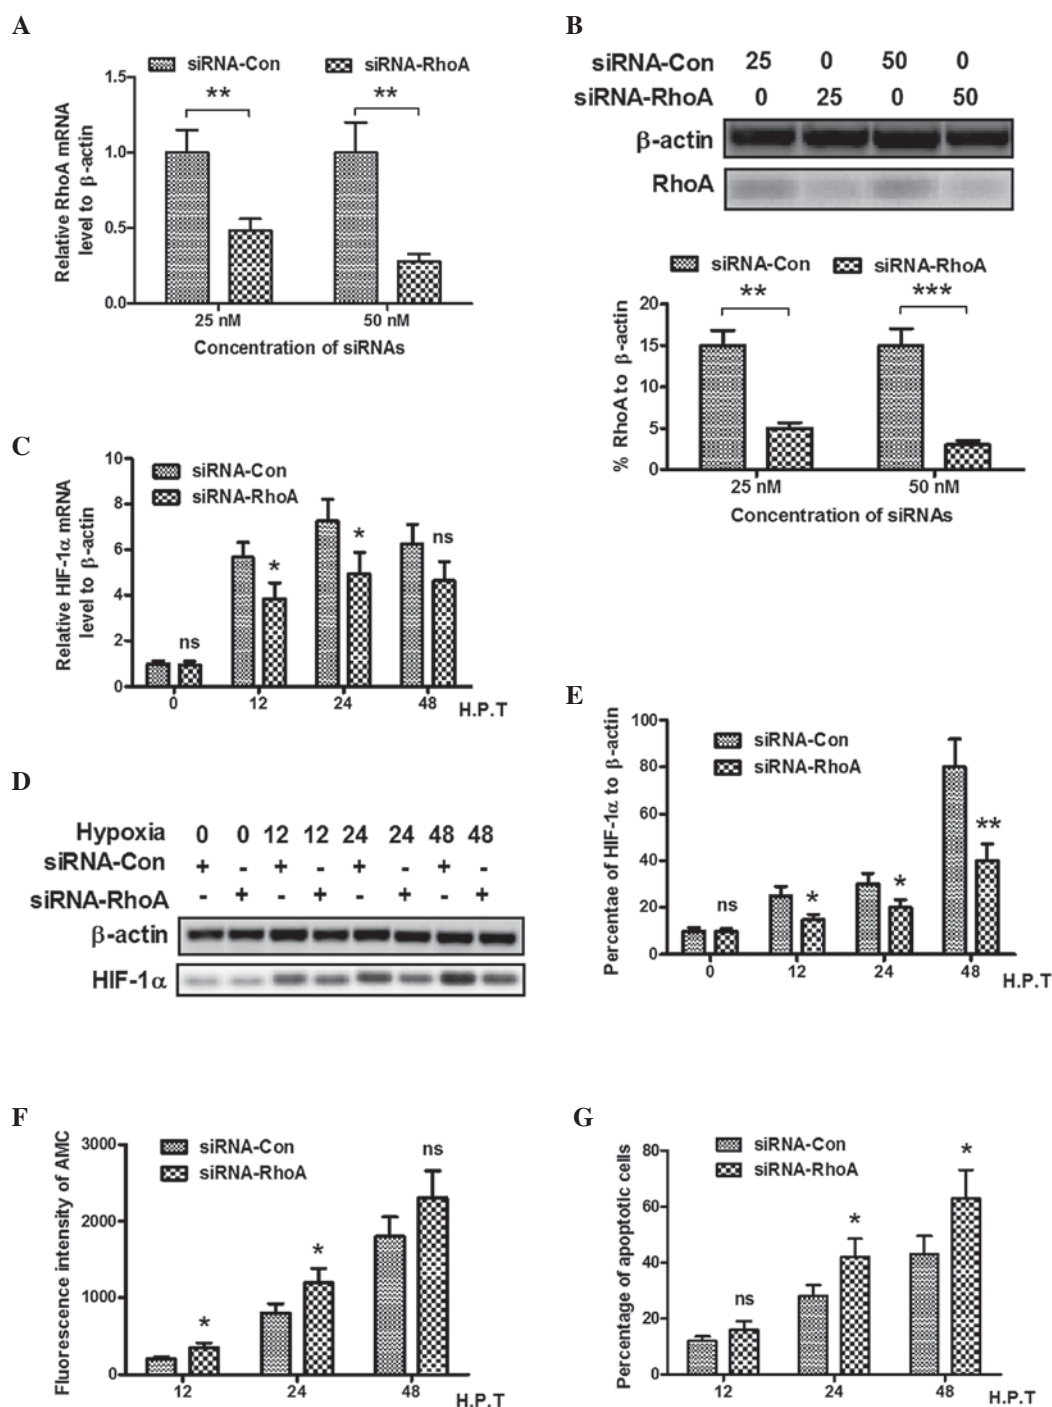 A
siRNA-Con
siRNA-RhoA
Relative RhoA mRNA
level to β-actin
1.5
1.0
0.5
0.0
**
**
25 nM
50 nM
Concentration of siRNAs
B
siRNA-Con 25 0 50 0
siRNA-RhoA 0 25 0 50
β-actin
RhoA
siRNA-Con
siRNA-RhoA
% RhoA to β-actin
20
15
10
5
0
**
***
25 nM
50 nM
Concentration of siRNAs
C
siRNA-Con
siRNA-RhoA
Relative HIF-1α mRNA
level to β-actin
10
8
6
4
2
0
ns
*
*
ns
0 12 24 48 H.P.T
D
Hypoxia 0 0 12 12 24 24 48 48
siRNA-Con + - + - + - + -
siRNA-RhoA - + - + - + - +
β-actin
HIF-1α
E
siRNA-Con
siRNA-RhoA
Percentae of HIF-1α to β-actin
100
80
60
40
20
0
ns
*
*
**
0 12 24 48 H.P.T
F
siRNA-Con
siRNA-RhoA
Fluorescence intensity of AMC
3000
2000
1000
0
*
*
ns
12 24 48 H.P.T
G
siRNA-Con
siRNA-RhoA
Percentage of apoptotic cells
80
60
40
20
0
ns
*
*
12 24 48 H.P.T